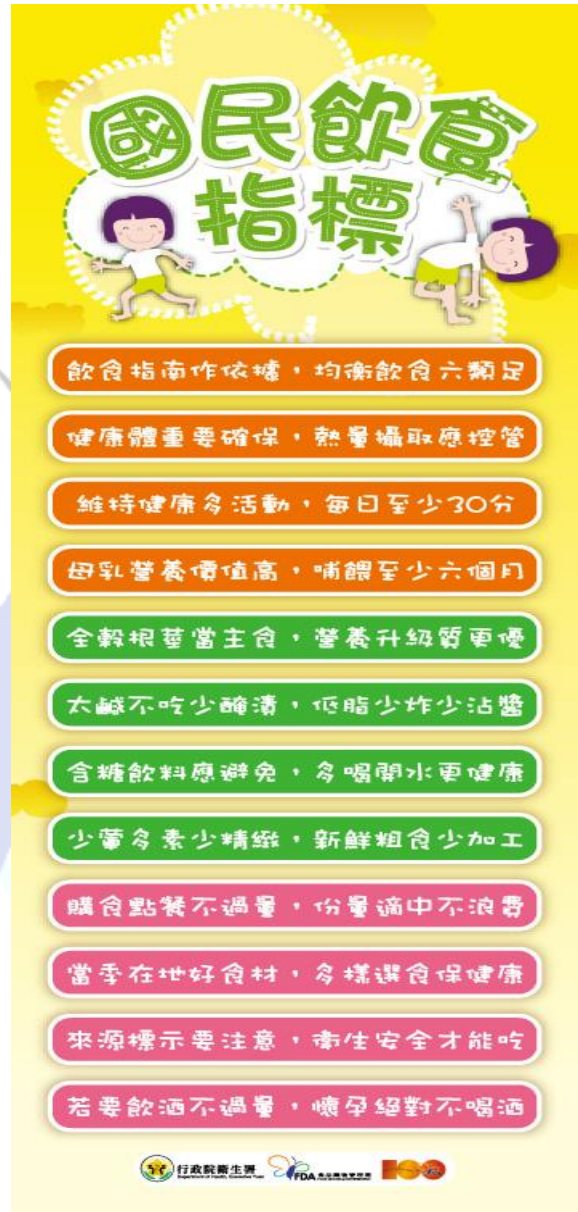 國民飲食
指標
飲食指南作依據，均衡飲食六類足
健康體重要確保，熱量攝取應控管
維持健康多活動，每日至少30分
母乳營養價值高，哺餵至少六個月
全穀根莖當主食，營養升級質更優
太鹹不吃少醃漬，低脂少炸少沾醬
含糖飲料應避免，多喝開水更健康
少葷多素少精緻，新鮮粗食少加工
購食點餐不過量，份量適中不浪費
當季在地好食材，多樣選食保健康
來源標示要注意，衛生安全才能吃
若要飲酒不過量，懷孕絕對不喝酒
行政院衛生署
Department of Health, Executive Yuan
FDA
100